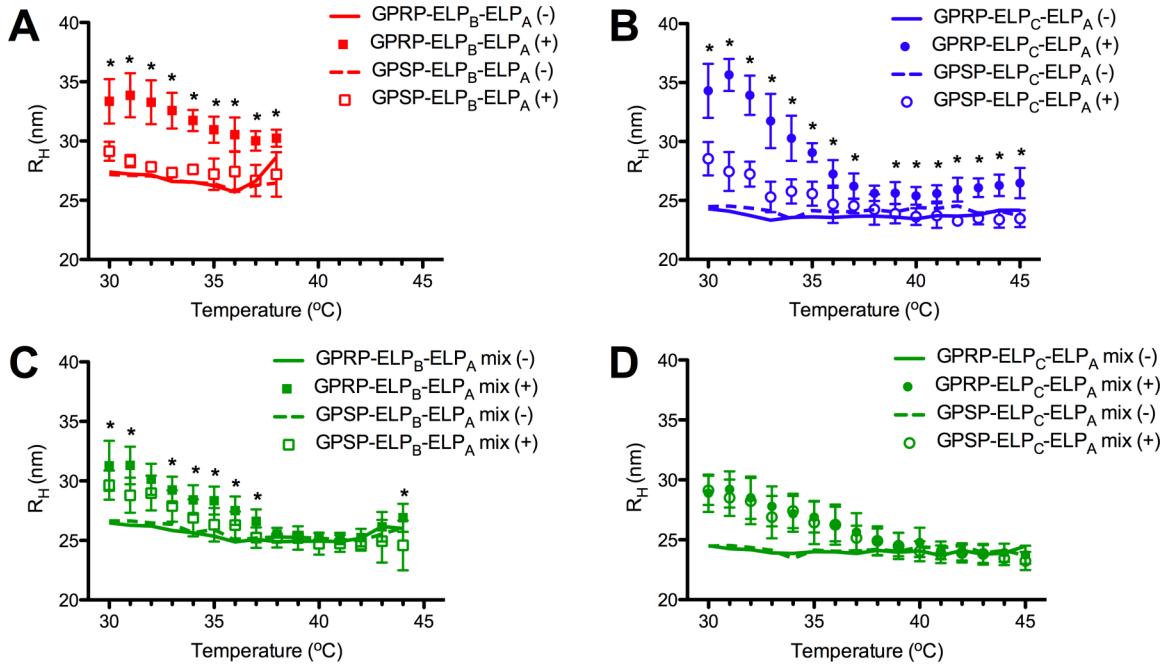 A
GPRP-ELPB-ELPA (-)
GPRP-ELPB-ELPA (+)
GPSP-ELPB-ELPA (-)
GPSP-ELPB-ELPA (+)
40
35
30
25
20
RH (nm)
* * * * * * * * *
30 35 40 45
Temperature (oC)
B
GPRP-ELPC-ELPA (-)
GPRP-ELPC-ELPA (+)
GPSP-ELPC-ELPA (-)
GPSP-ELPC-ELPA (+)
40
35
30
25
20
RH (nm)
* * * * * * * * * * * * * * *
30 35 40 45
Temperature (oC)
C
GPRP-ELPB-ELPA mix (-)
GPRP-ELPB-ELPA mix (+)
GPSP-ELPB-ELPA mix (-)
GPSP-ELPB-ELPA mix (+)
40
35
30
25
20
RH (nm)
* * * * * * * *
30 35 40 45
Temperature (oC)
D
GPRP-ELPC-ELPA mix (-)
GPRP-ELPC-ELPA mix (+)
GPSP-ELPC-ELPA mix (-)
GPSP-ELPC-ELPA mix (+)
40
35
30
25
20
RH (nm)
30 35 40 45
Temperature (oC)